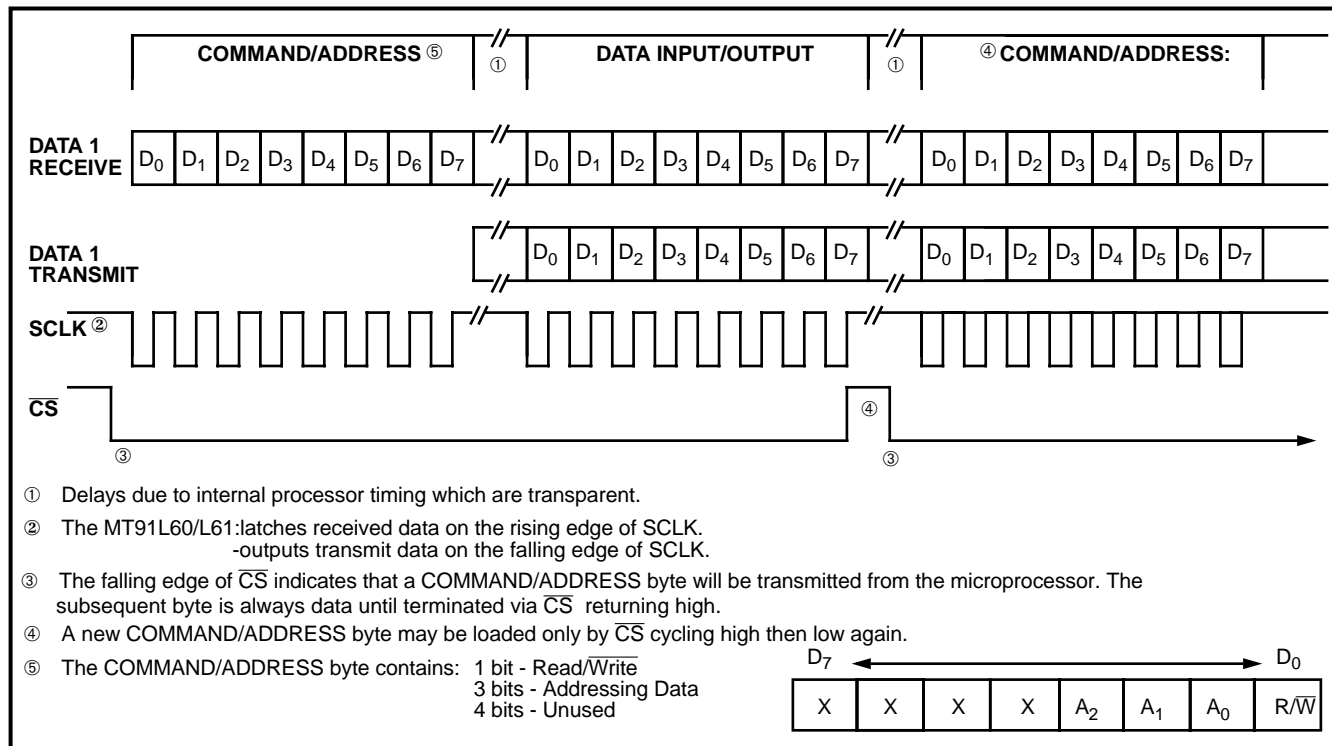 COMMAND/ADDRESS ⑤ ① DATA INPUT/OUTPUT ① ④ COMMAND/ADDRESS:
DATA 1
RECEIVE
D0 D1 D2 D3 D4 D5 D6 D7 D0 D1 D2 D3 D4 D5 D6 D7 D0 D1 D2 D3 D4 D5 D6 D7
DATA 1
TRANSMIT
D0 D1 D2 D3 D4 D5 D6 D7 D0 D1 D2 D3 D4 D5 D6 D7
SCLK ②
CS
④
③ ③
① Delays due to internal processor timing which are transparent.
② The MT91L60/L61:latches received data on the rising edge of SCLK.
-outputs transmit data on the falling edge of SCLK.
③ The falling edge of CS indicates that a COMMAND/ADDRESS byte will be transmitted from the microprocessor. The
subsequent byte is always data until terminated via CS returning high.
④ A new COMMAND/ADDRESS byte may be loaded only by CS cycling high then low again.
⑤ The COMMAND/ADDRESS byte contains: 1 bit - Read/Write
3 bits - Addressing Data
4 bits - Unused
D7 D0
X X X X A2 A1 A0 R/W